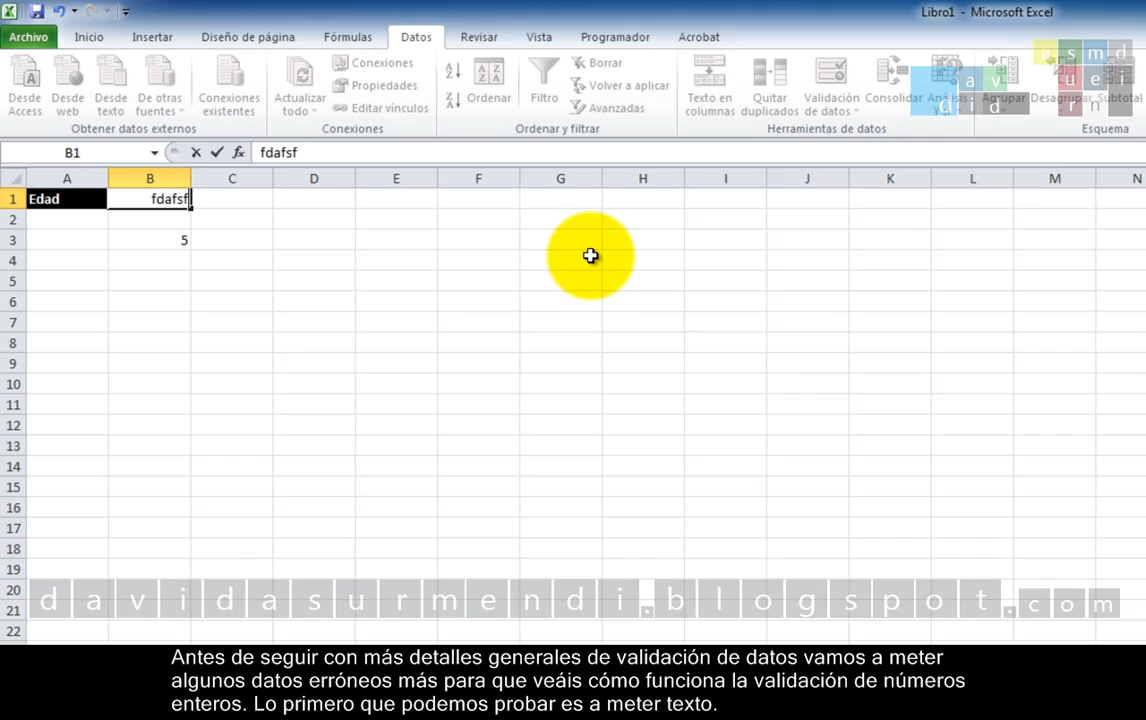 Libro1 - Microsoft Excel
Archivo Inicio Insertar Diseño de página Fórmulas Datos Revisar Vista Programador Acrobat
Desde Access
Desde web
Desde texto
De otras fuentes
Conexiones existentes
Obtener datos externos
Actualizar todo
Conexiones
Propiedades
Editar vínculos
Conexiones
Ordenar
Filtro
Borrar
Volver a aplicar
Avanzadas
Ordenar y filtrar
Texto en columnas
Quitar duplicados
Validación de datos
Consolidar
Agrupar
Desagrupar
Subtotal
Herramientas de datos
Esquema
B1 fx fdafsf
A B C D E F G H I J K L M N
1 Edad fdafsf
2
3 5
4
5
6
7
8
9
10
11
12
13
14
15
16
17
18
19
20
21
22
davidasurmendi.blogspot.com
Antes de seguir con más detalles generales de validación de datos vamos a meter
algunos datos erróneos más para que veáis cómo funciona la validación de números
enteros. Lo primero que podemos probar es a meter texto.